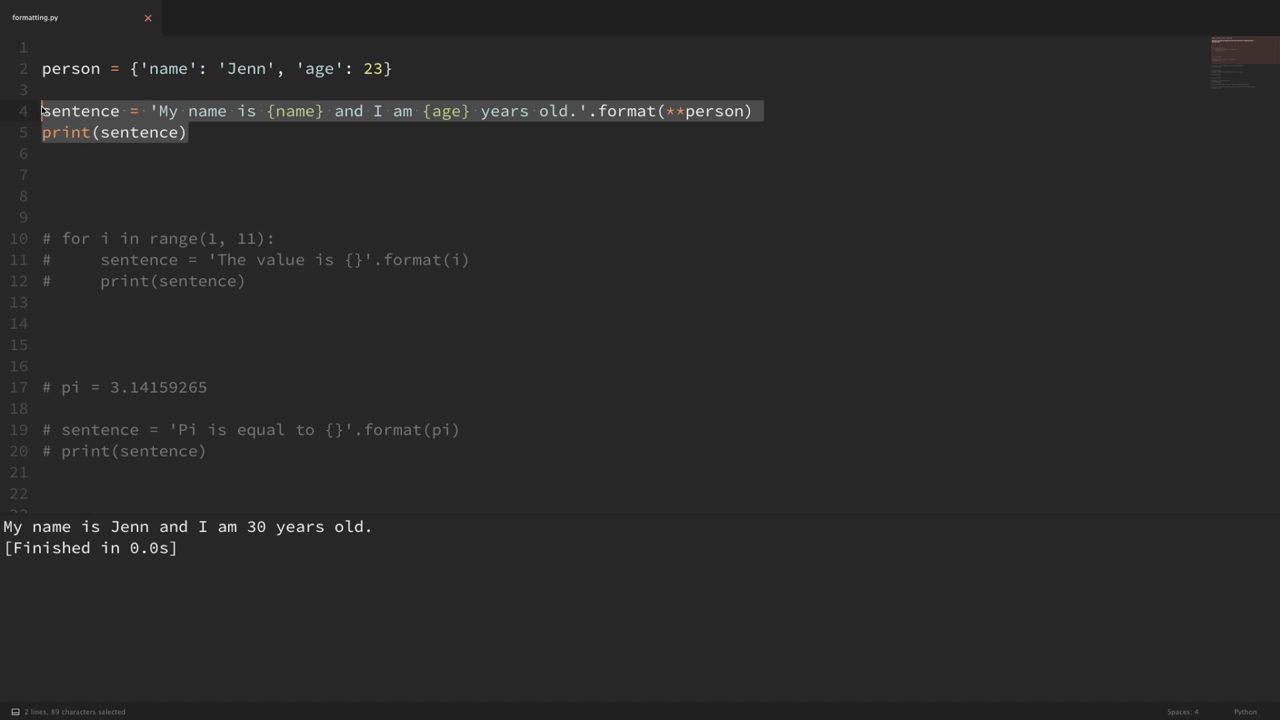 formatting.py
1
2 person = {'name': 'Jenn', 'age': 23}
3
4 sentence = 'My name is {name} and I am {age} years old.'.format(**person)
5 print(sentence)
6
7
8
9
10 # for i in range(1, 11):
11 #     sentence = 'The value is {}'.format(i)
12 #     print(sentence)
13
14
15
16
17 # pi = 3.14159265
18
19 # sentence = 'Pi is equal to {}'.format(pi)
20 # print(sentence)
21
22
My name is Jenn and I am 30 years old.
[Finished in 0.0s]
2 lines, 89 characters selected Spaces: 4 Python